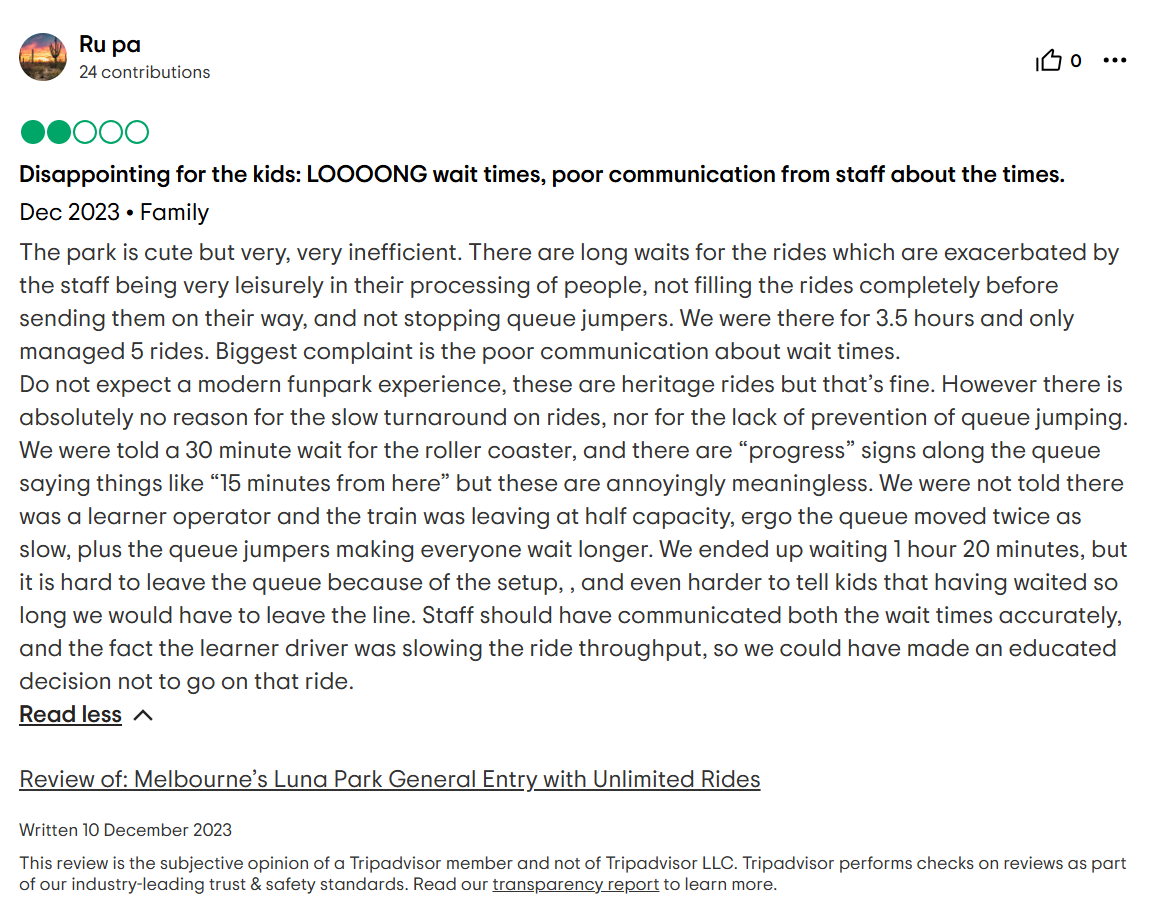 Ru pa
24 contributions
0
Disappointing for the kids: LOOOONG wait times, poor communication from staff about the times.
Dec 2023 • Family
The park is cute but very, very inefficient. There are long waits for the rides which are exacerbated by
the staff being very leisurely in their processing of people, not filling the rides completely before
sending them on their way, and not stopping queue jumpers. We were there for 3.5 hours and only
managed 5 rides. Biggest complaint is the poor communication about wait times.
Do not expect a modern funpark experience, these are heritage rides but that’s fine. However there is
absolutely no reason for the slow turnaround on rides, nor for the lack of prevention of queue jumping.
We were told a 30 minute wait for the roller coaster, and there are “progress” signs along the queue
saying things like “15 minutes from here” but these are annoyingly meaningless. We were not told there
was a learner operator and the train was leaving at half capacity, ergo the queue moved twice as
slow, plus the queue jumpers making everyone wait longer. We ended up waiting 1 hour 20 minutes, but
it is hard to leave the queue because of the setup, , and even harder to tell kids that having waited so
long we would have to leave the line. Staff should have communicated both the wait times accurately,
and the fact the learner driver was slowing the ride throughput, so we could have made an educated
decision not to go on that ride.
Read less
Review of: Melbourne’s Luna Park General Entry with Unlimited Rides
Written 10 December 2023
This review is the subjective opinion of a Tripadvisor member and not of Tripadvisor LLC. Tripadvisor performs checks on reviews as part
of our industry-leading trust & safety standards. Read our transparency report to learn more.